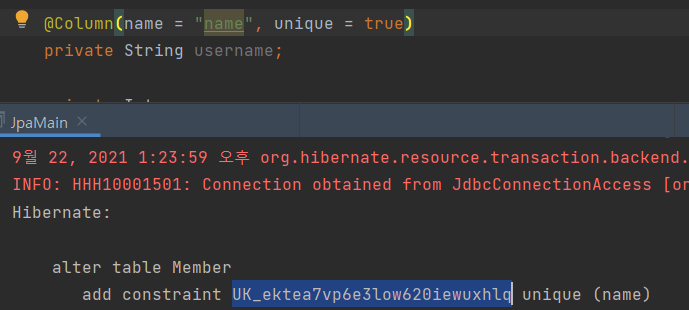 @Column(name = "name", unique = true)
private String username;
JpaMain
9월 22, 2021 1:23:59 오후 org.hibernate.resource.transaction.backend.
INFO: HHH10001501: Connection obtained from JdbcConnectionAccess [or
Hibernate:
alter table Member
add constraint UK_ektea7vp6e3low620iewuxhlq unique (name)